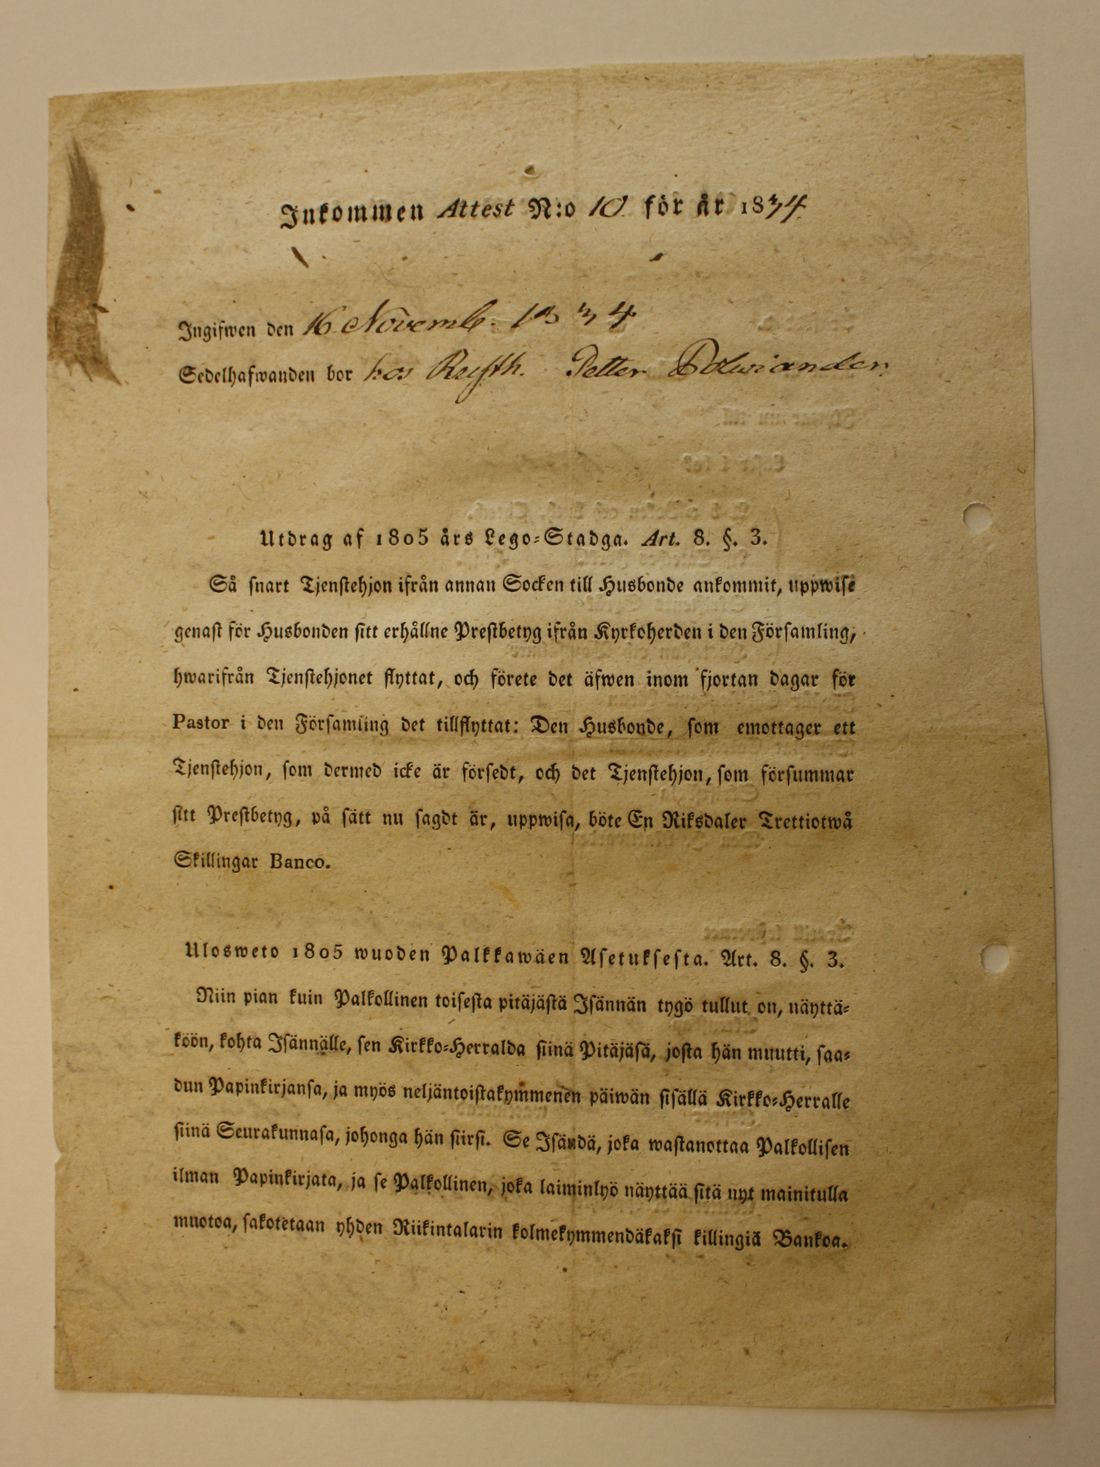 Inkommen Attest N:o 10 för år 1834
Ingifwen den 16 Novemb. 1834
Sedelhafwanden bor hos Petter
Utdrag af 1805 års Lego-Stadga. Art. 8. §. 3.
Så snart Tjenstehjon ifrån annan Socken till Husbonde ankommit, uppwise
genast för Husbonden sitt erhållne Prestbetyg ifrån Kyrkoherden i den Församling,
hwarifrån Tjenstehjonet flyttat, och förete det äfwen inom fjortan dagar för
Pastor i den Församling det tillflyttat: Den Husbonde, som emottager ett
Tjenstehjon, som dermed icke är försedt, och det Tjenstehjon, som försummar
sitt Prestbetyg, på sätt nu sagdt är, uppwisa, böte En Riksdaler Trettiotwå
Skillingar Banco.
Ulosweto 1805 wuoden Palkkawäen Asetuksesta. Art. 8. §. 3.
Niin pian kuin Palkollinen toisesta pitäjästä Isännän tygö tullut on, näyttä-
köön, kohta Isännälle, sen Kirkko-Herralda siinä Pitäjäsä, josta hän muutti, saa-
dun Papinkirjansa, ja myös neljäntoistakymmenen päiwän sisällä Kirkko-Herralle
siinä Seurakunnasa, johonga hän siirsi. Se Isändä, joka wastanottaa Palkollisen
ilman Papinkirjata, ja se Palkollinen, joka laiminlyö näyttää sitä nyt mainitulla
muotoa, sakotetaan yhden Riikintalarin kolmekymmendäkaksi killingiä Bankoa.